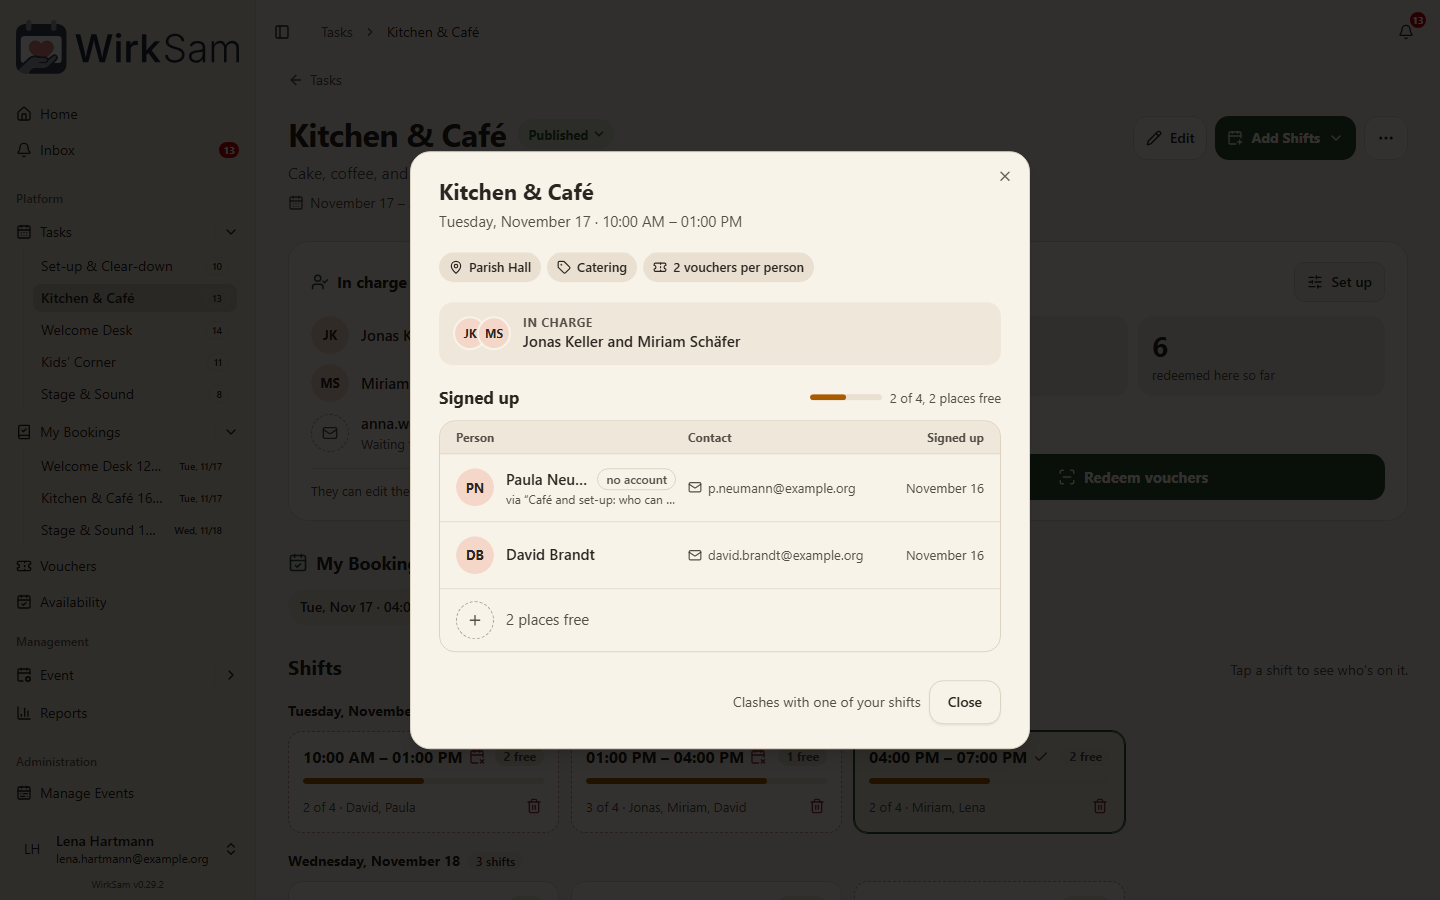 WirkSam
Home
Inbox 13
Platform
Tasks
Set-up & Clear-down 10
Kitchen & Café 13
Welcome Desk 14
Kids' Corner 11
Stage & Sound 8
My Bookings
Welcome Desk 12... Tue, 11/17
Kitchen & Café 16... Tue, 11/17
Stage & Sound 1... Wed, 11/18
Vouchers
Availability
Management
Event
Reports
Administration
Manage Events
LH Lena Hartmann
lena.hartmann@example.org
WirkSam v0.29.2
Tasks > Kitchen & Café
13
Tasks
Kitchen & Café Published
Edit Add Shifts
Cake, coffee, and
November 17 –
In charge
Set up
JK Jonas K
MS Miriam
anna.w
Waiting
They can edit the
6
redeemed here so far
Redeem vouchers
My Booking
Tue, Nov 17 · 04:0
Shifts
Tap a shift to see who's on it.
Tuesday, Novembe
10:00 AM – 01:00 PM 2 free
2 of 4 · David, Paula
01:00 PM – 04:00 PM 1 free
3 of 4 · Jonas, Miriam, David
04:00 PM – 07:00 PM 2 free
2 of 4 · Miriam, Lena
Wednesday, November 18 3 shifts
Kitchen & Café
Tuesday, November 17 · 10:00 AM – 01:00 PM
Parish Hall Catering 2 vouchers per person
JK MS
IN CHARGE
Jonas Keller and Miriam Schäfer
Signed up 2 of 4, 2 places free
Person Contact Signed up
PN Paula Neu... no account p.neumann@example.org November 16
via “Café and set-up: who can ...
DB David Brandt david.brandt@example.org November 16
2 places free
Clashes with one of your shifts Close